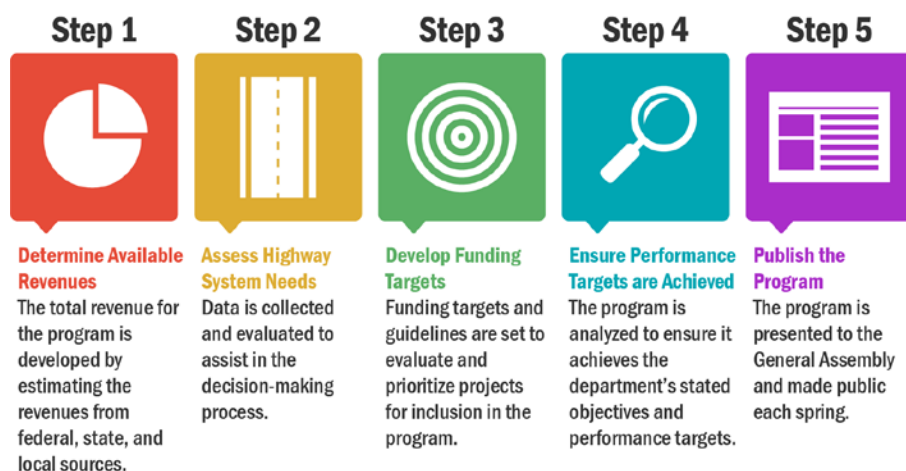 Step 1
Step 2
Step 3
Step 4
Step 5
Determine Available
Revenues
The total revenue for
the program is
developed by
estimating the
revenues from
federal, state, and
local sources.
Assess Highway
System Needs
Data is collected
and evaluated to
assist in the
decision-making
process.
Develop Funding
Targets
Funding targets and
guidelines are set to
evaluate and
prioritize projects
for inclusion in the
program.
Ensure Performance
Targets are Achieved
The program is
analyzed to ensure it
achieves the
department's stated
objectives and
performance targets.
Publish the
Program
The program is
presented to the
General Assembly
and made public
each spring.